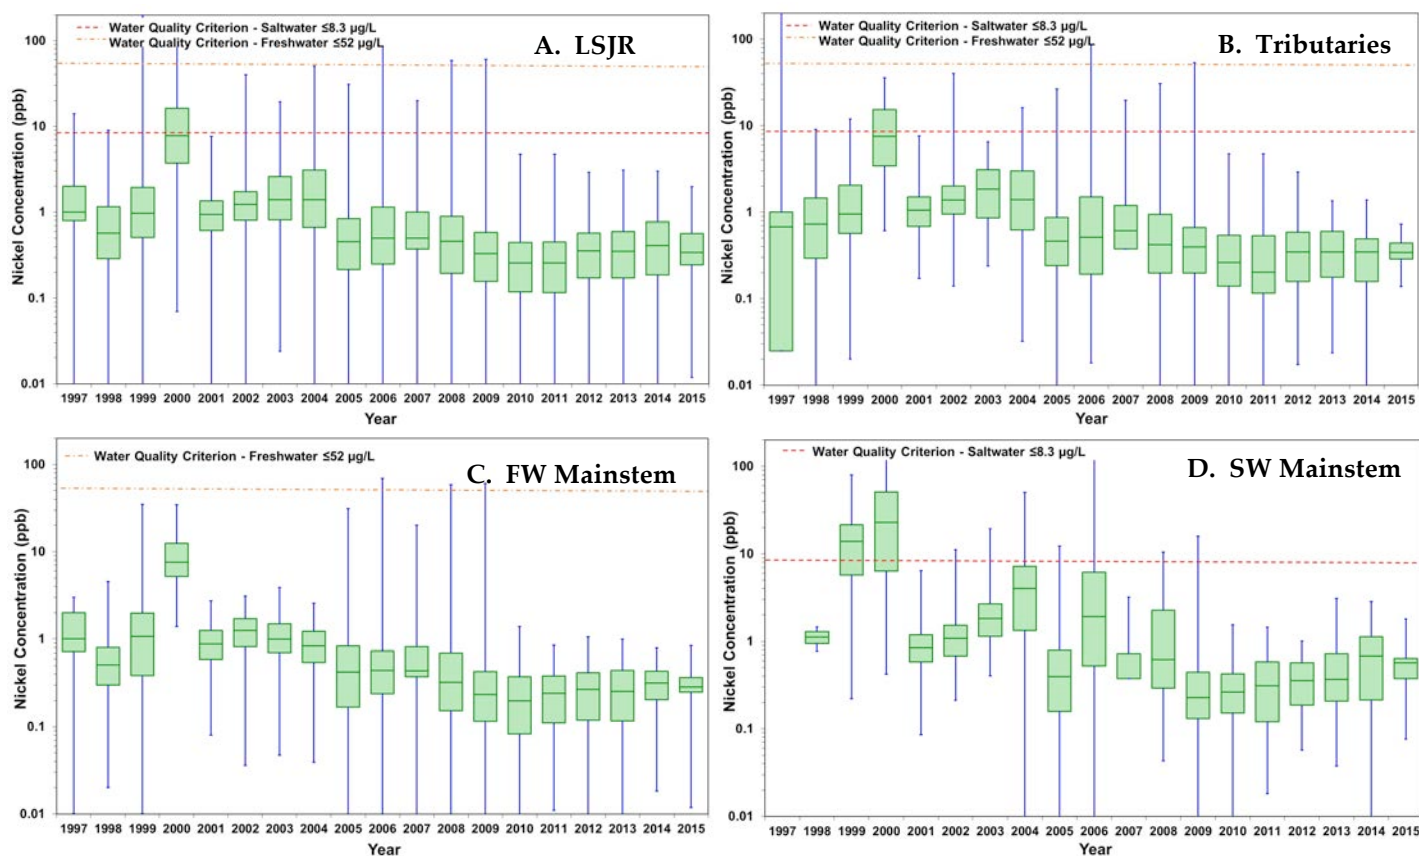 Water Quality Criterion - Saltwater ≤8.3 µg/L
Water Quality Criterion - Freshwater ≤52 µg/L
A. LSJR
Nickel Concentration (ppb)
100
10
1
0.1
0.01
1997 1998 1999 2000 2001 2002 2003 2004 2005 2006 2007 2008 2009 2010 2011 2012 2013 2014 2015
Year
Water Quality Criterion - Saltwater ≤8.3 µg/L
Water Quality Criterion - Freshwater ≤52 µg/L
B. Tributaries
Nickel Concentration (ppb)
100
10
1
0.1
0.01
1997 1998 1999 2000 2001 2002 2003 2004 2005 2006 2007 2008 2009 2010 2011 2012 2013 2014 2015
Year
Water Quality Criterion - Freshwater ≤52 µg/L
C. FW Mainstem
Nickel Concentration (ppb)
100
10
1
0.1
0.01
1997 1998 1999 2000 2001 2002 2003 2004 2005 2006 2007 2008 2009 2010 2011 2012 2013 2014 2015
Year
Water Quality Criterion - Saltwater ≤8.3 µg/L
D. SW Mainstem
Nickel Concentration (ppb)
100
10
1
0.1
0.01
1997 1998 1999 2000 2001 2002 2003 2004 2005 2006 2007 2008 2009 2010 2011 2012 2013 2014 2015
Year